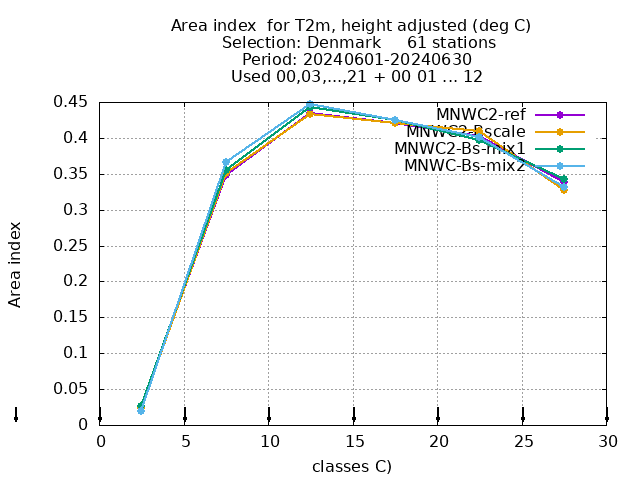 Area index  for T2m, height adjusted (deg C)
Selection: Denmark     61 stations
Period: 20240601-20240630
Used 00,03,...,21 + 00 01 ... 12
MNWC2-ref
MNWC2-Bscale
MNWC2-Bs-mix1
MNWC-Bs-mix2
0.45
0.4
0.35
0.3
0.25
0.2
0.15
0.1
0.05
0
Area index
0 5 10 15 20 25 30
classes C)